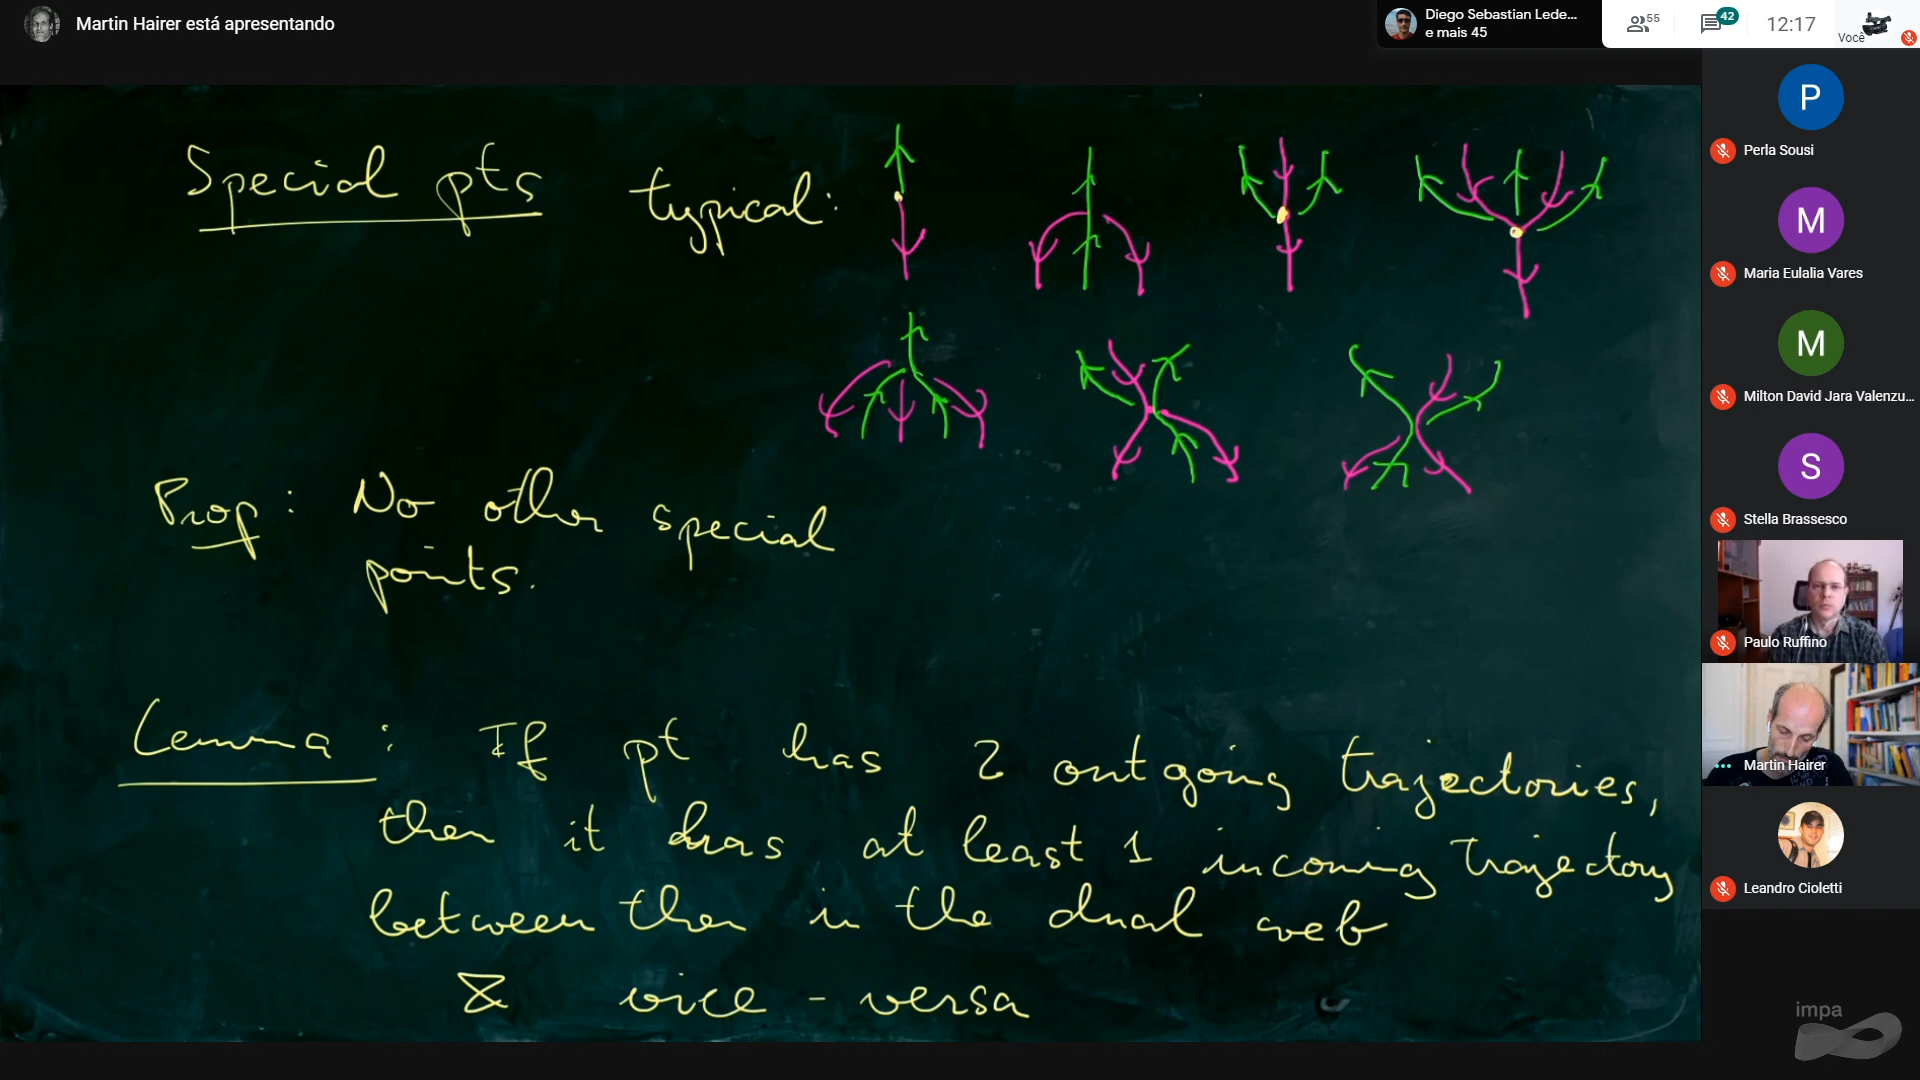 Martin Hairer está apresentando
Diego Sebastian Lede...
e mais 45
55
42
12:17
Você
Special pts typical:
Prop: No other special
points.
Lemma: If pt has 2 outgoing trajectories,
then it has at least 1 incoming trajectory
between then in the dual web
& vice-versa
P
Perla Sousi
M
Maria Eulalia Vares
M
Milton David Jara Valenzu...
S
Stella Brassesco
Paulo Ruffino
Martin Hairer
Leandro Cioletti
impa